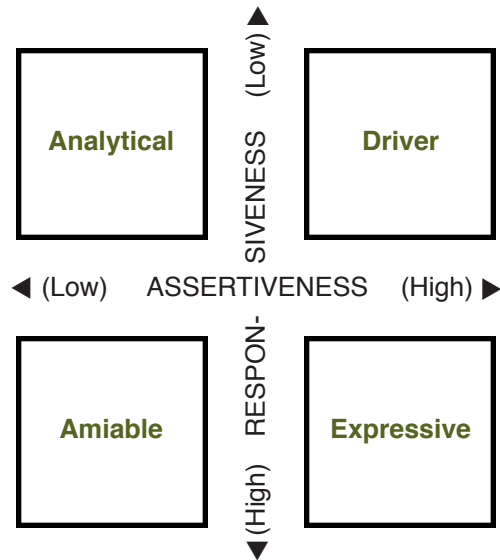 (Low)
Analytical
Driver
SIVENESS
◀ (Low) ASSERTIVENESS (High) ▶
RESPON-
Amiable
Expressive
(High)